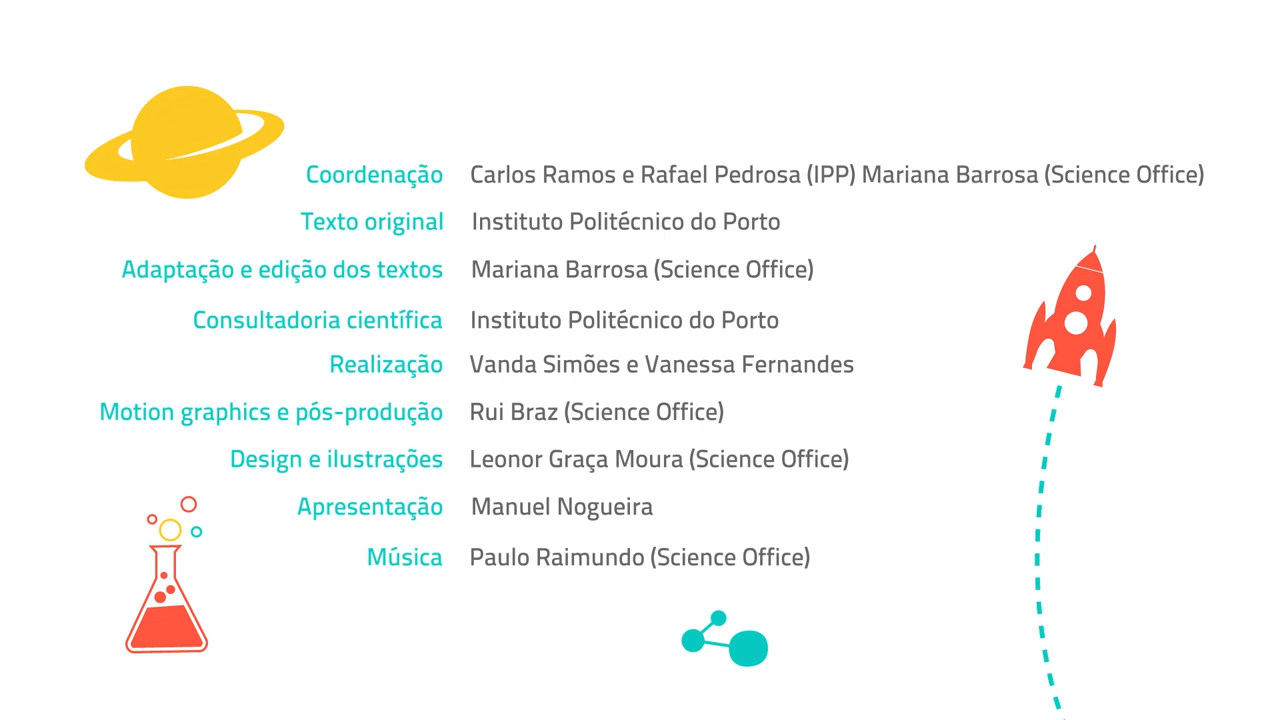 Coordenação Carlos Ramos e Rafael Pedrosa (IPP) Mariana Barrosa (Science Office)
Texto original Instituto Politécnico do Porto
Adaptação e edição dos textos Mariana Barrosa (Science Office)
Consultadoria científica Instituto Politécnico do Porto
Realização Vanda Simões e Vanessa Fernandes
Motion graphics e pós-produção Rui Braz (Science Office)
Design e ilustrações Leonor Graça Moura (Science Office)
Apresentação Manuel Nogueira
Música Paulo Raimundo (Science Office)